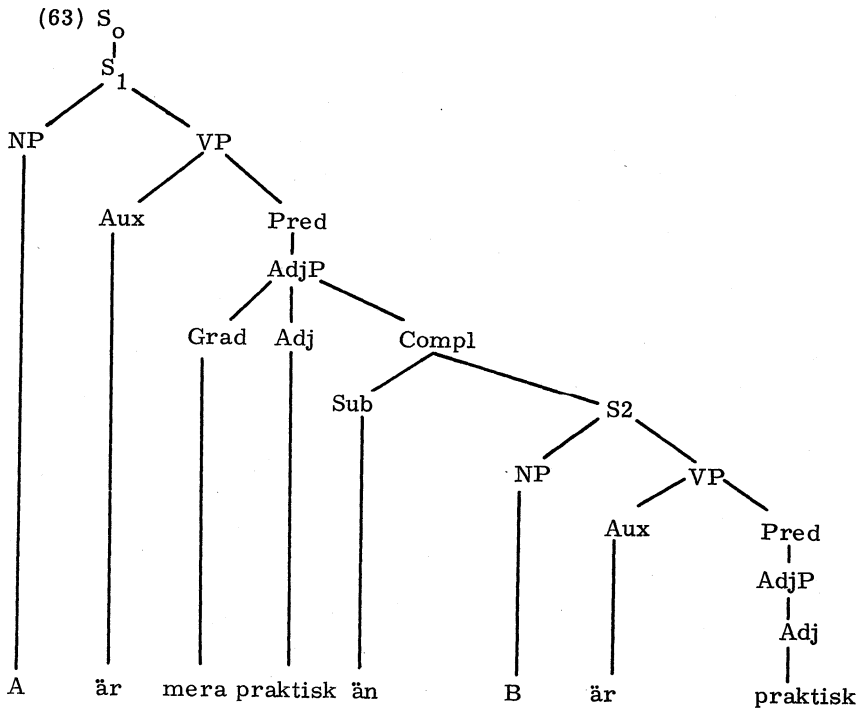 (63) So
S1
NP VP
Aux Pred
AdjP
Grad Adj Compl
Sub S2
NP VP
Aux Pred
AdjP
Adj
A är mera praktisk än B är praktisk